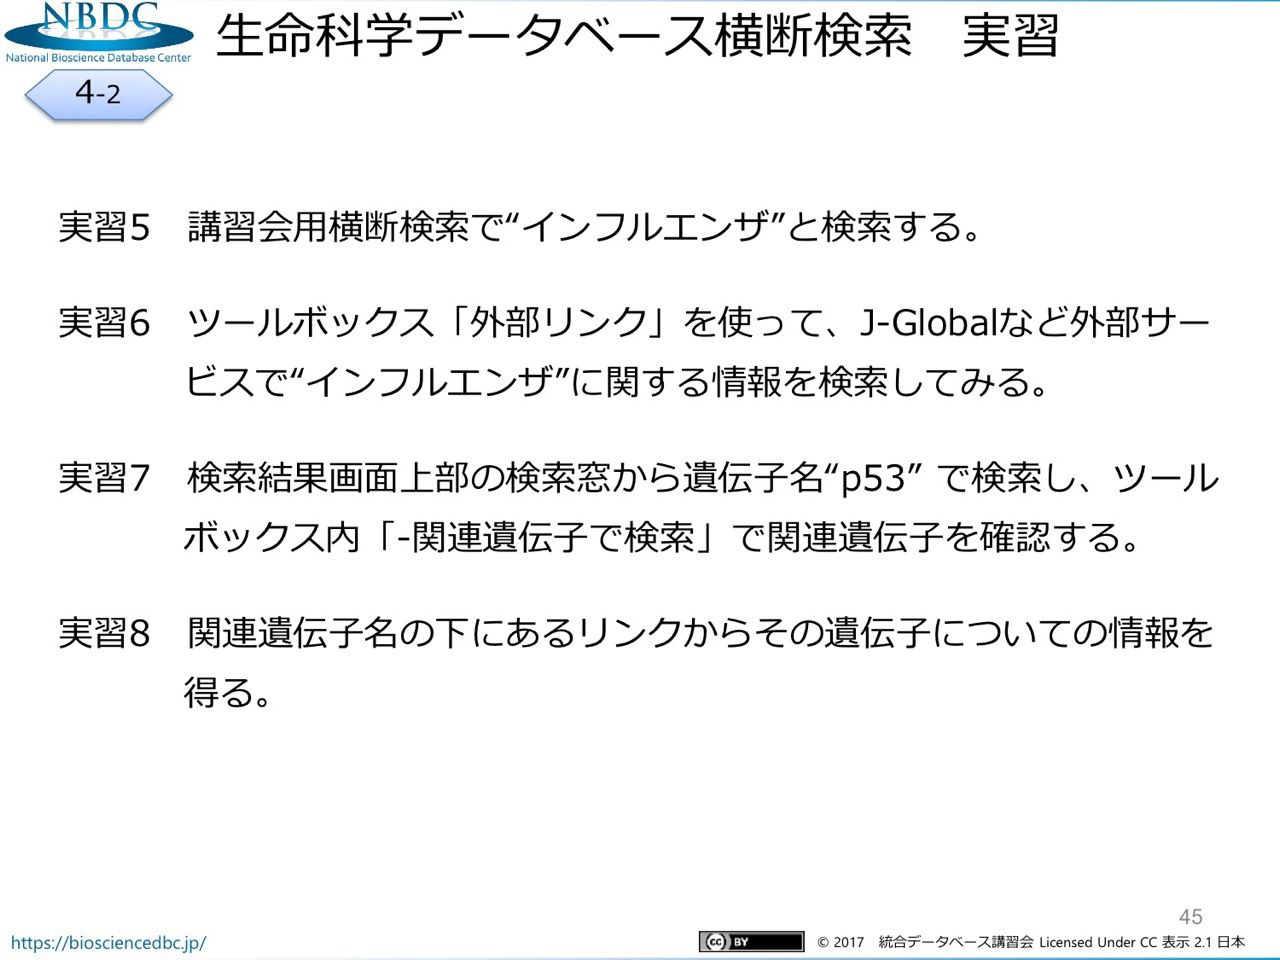 NBDC
National Bioscience Database Center
生命科学データベース横断検索　実習
4-2
実習5　講習会用横断検索で“インフルエンザ”と検索する。
実習6　ツールボックス「外部リンク」を使って、J-Globalなど外部サー
ビスで“インフルエンザ”に関する情報を検索してみる。
実習7　検索結果画面上部の検索窓から遺伝子名“p53” で検索し、ツール
ボックス内「-関連遺伝子で検索」で関連遺伝子を確認する。
実習8　関連遺伝子名の下にあるリンクからその遺伝子についての情報を
得る。
45
https://biosciencedbc.jp/
cc BY
© 2017　統合データベース講習会 Licensed Under CC 表示 2.1 日本